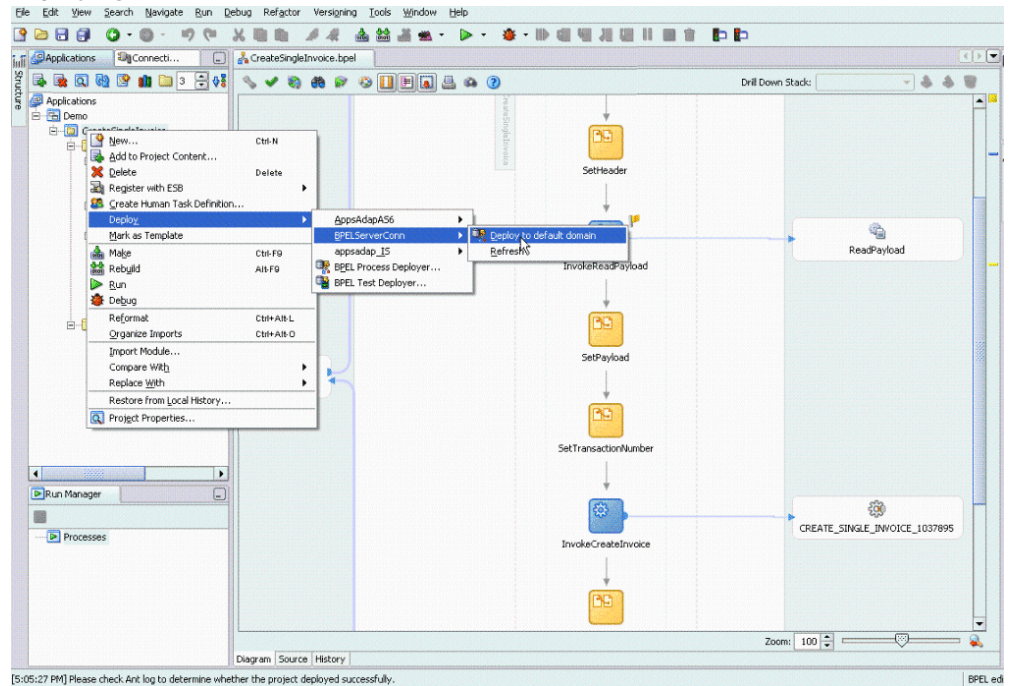 File Edit View Search Navigate Run Debug Refactor Versioning Tools Window Help
Applications
Connecti...
CreateSingleInvoice.bpel
Structure
3
Drill Down Stack:
Applications
Demo
CreateSingleInvoice
New... Ctrl-N
Add to Project Content...
Delete Delete
Register with ESB
Create Human Task Definition...
Deploy
Mark as Template
Make Ctrl-F9
Rebuild Alt-F9
Run
Debug
Reformat Ctrl+Alt-L
Organize Imports Ctrl+Alt-O
Import Module...
Compare With
Replace With
Restore from Local History...
Project Properties...
AppsAdapA56
BPELServerConn
appsadap_I5
BPEL Process Deployer...
BPEL Test Deployer...
Deploy to default domain
Refresh
CreateSingleInvoice
SetHeader
InvokeReadPayload
SetPayload
SetTransactionNumber
InvokeCreateInvoice
ReadPayload
CREATE_SINGLE_INVOICE_1037895
Run Manager
Processes
Zoom: 100
Diagram Source History
[5:05:27 PM] Please check Ant log to determine whether the project deployed successfully.
BPEL edi